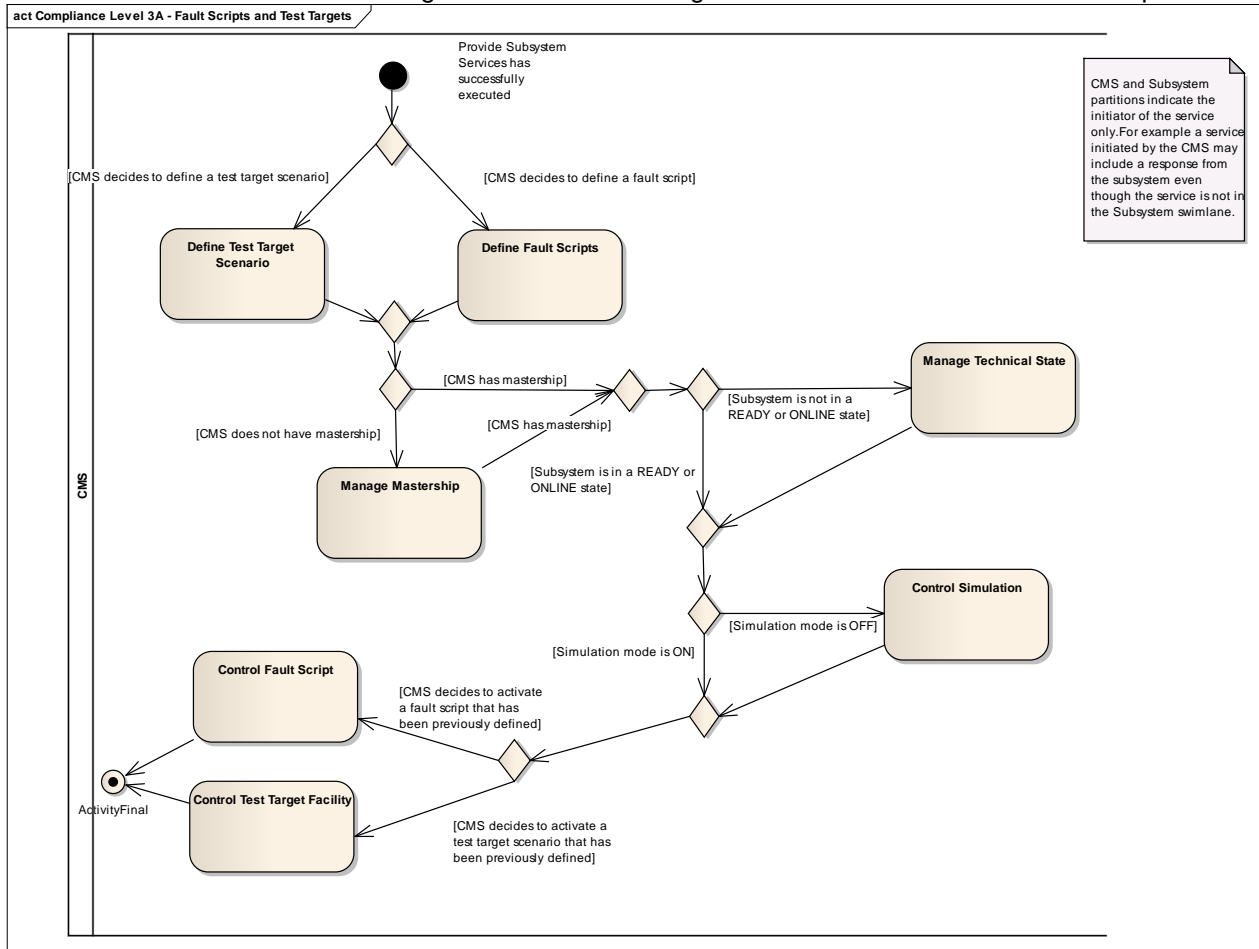 act Compliance Level 3A - Fault Scripts and Test Targets
Provide Subsystem
Services has
successfully
executed
CMS and Subsystem
partitions indicate the
initiator of the service
only.For example a service
initiated by the CMS may
include a response from
the subsystem even
though the service is not in
the Subsystem swimlane.
[CMS decides to define a test target scenario]
[CMS decides to define a fault script]
Define Test Target
Scenario
Define Fault Scripts
Manage Technical State
[CMS has mastership]
[Subsystem is not in a
READY or ONLINE state]
[CMS does not have mastership]
[CMS has mastership]
[Subsystem is in a READY or
ONLINE state]
Manage Mastership
CMS
Control Simulation
[Simulation mode is OFF]
[Simulation mode is ON]
Control Fault Script
[CMS decides to activate
a fault script that has
been previously defined]
Control Test Target Facility
ActivityFinal
[CMS decides to activate a
test target scenario that has
been previously defined]